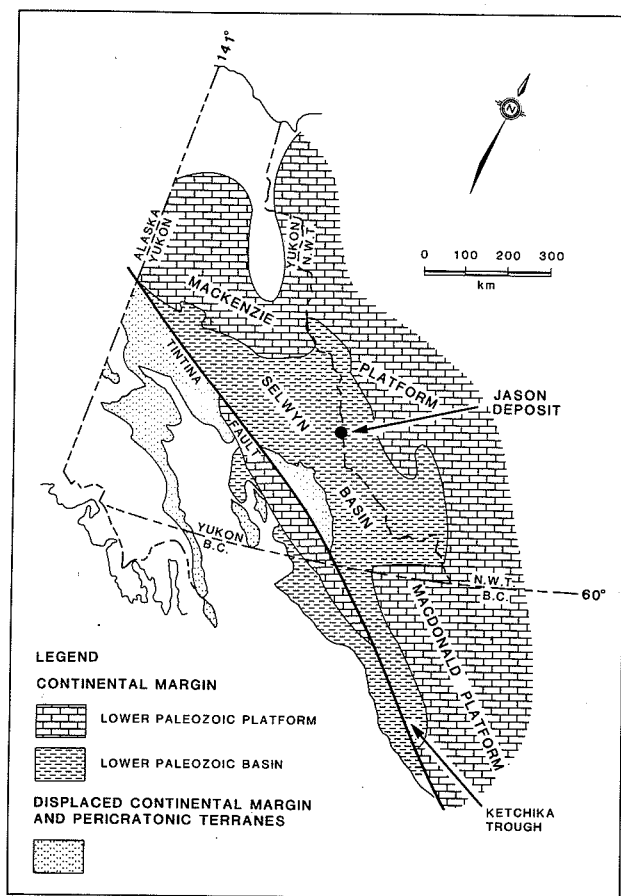 141°
N
ALASKA
YUKON
YUKON
N.W.T.
0 100 200 300
km
MACKENZIE
PLATFORM
TINTINA
FAULT
SELWYN
BASIN
JASON
DEPOSIT
YUKON
B.C.
N.W.T.
B.C.
60°
MACDONALD PLATFORM
KETCHIKA
TROUGH
LEGEND
CONTINENTAL MARGIN
LOWER PALEOZOIC PLATFORM
LOWER PALEOZOIC BASIN
DISPLACED CONTINENTAL MARGIN
AND PERICRATONIC TERRANES